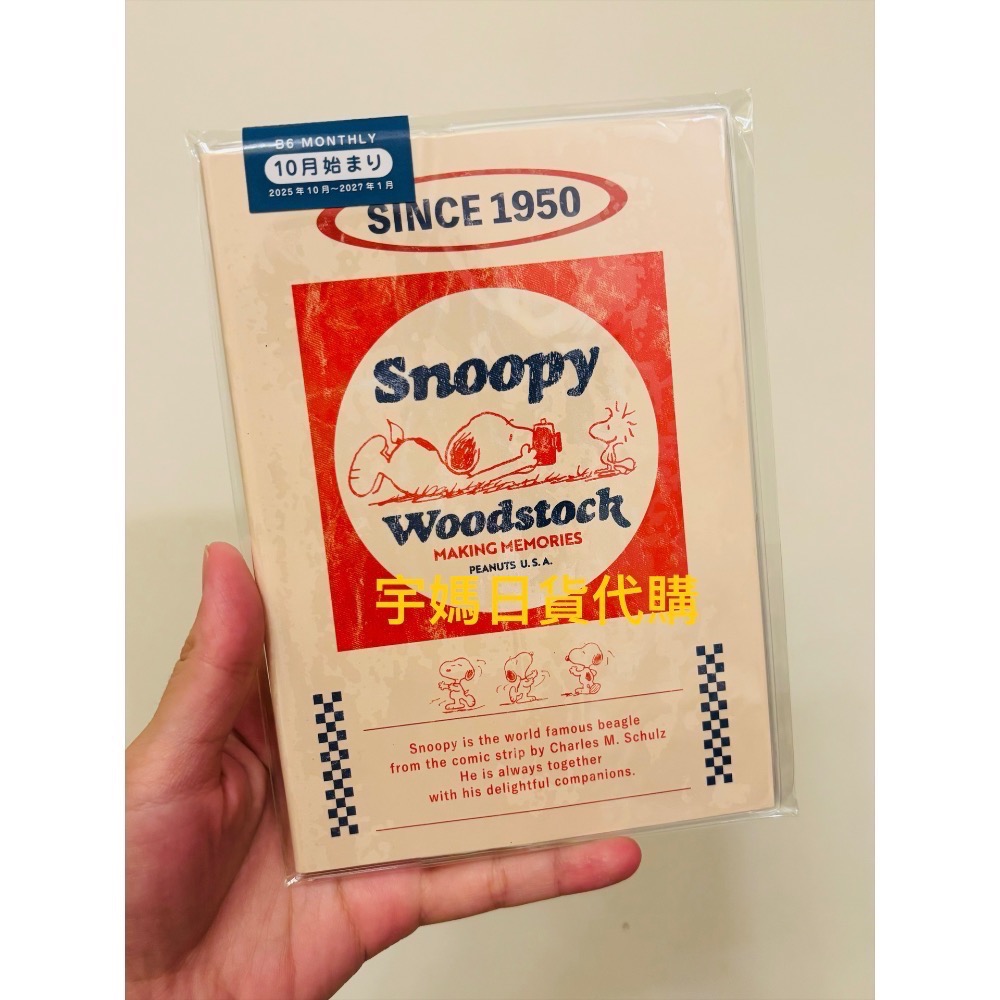 B6 MONTHLY
10月始まり
2025年10月~2027年1月
SINCE 1950
Snoopy
Woodstock
MAKING MEMORIES
PEANUTS U.S.A.
宇媽日貨代購
Snoopy is the world famous beagle
from the comic strip by Charles M. Schulz
He is always together
with his delightful companions.